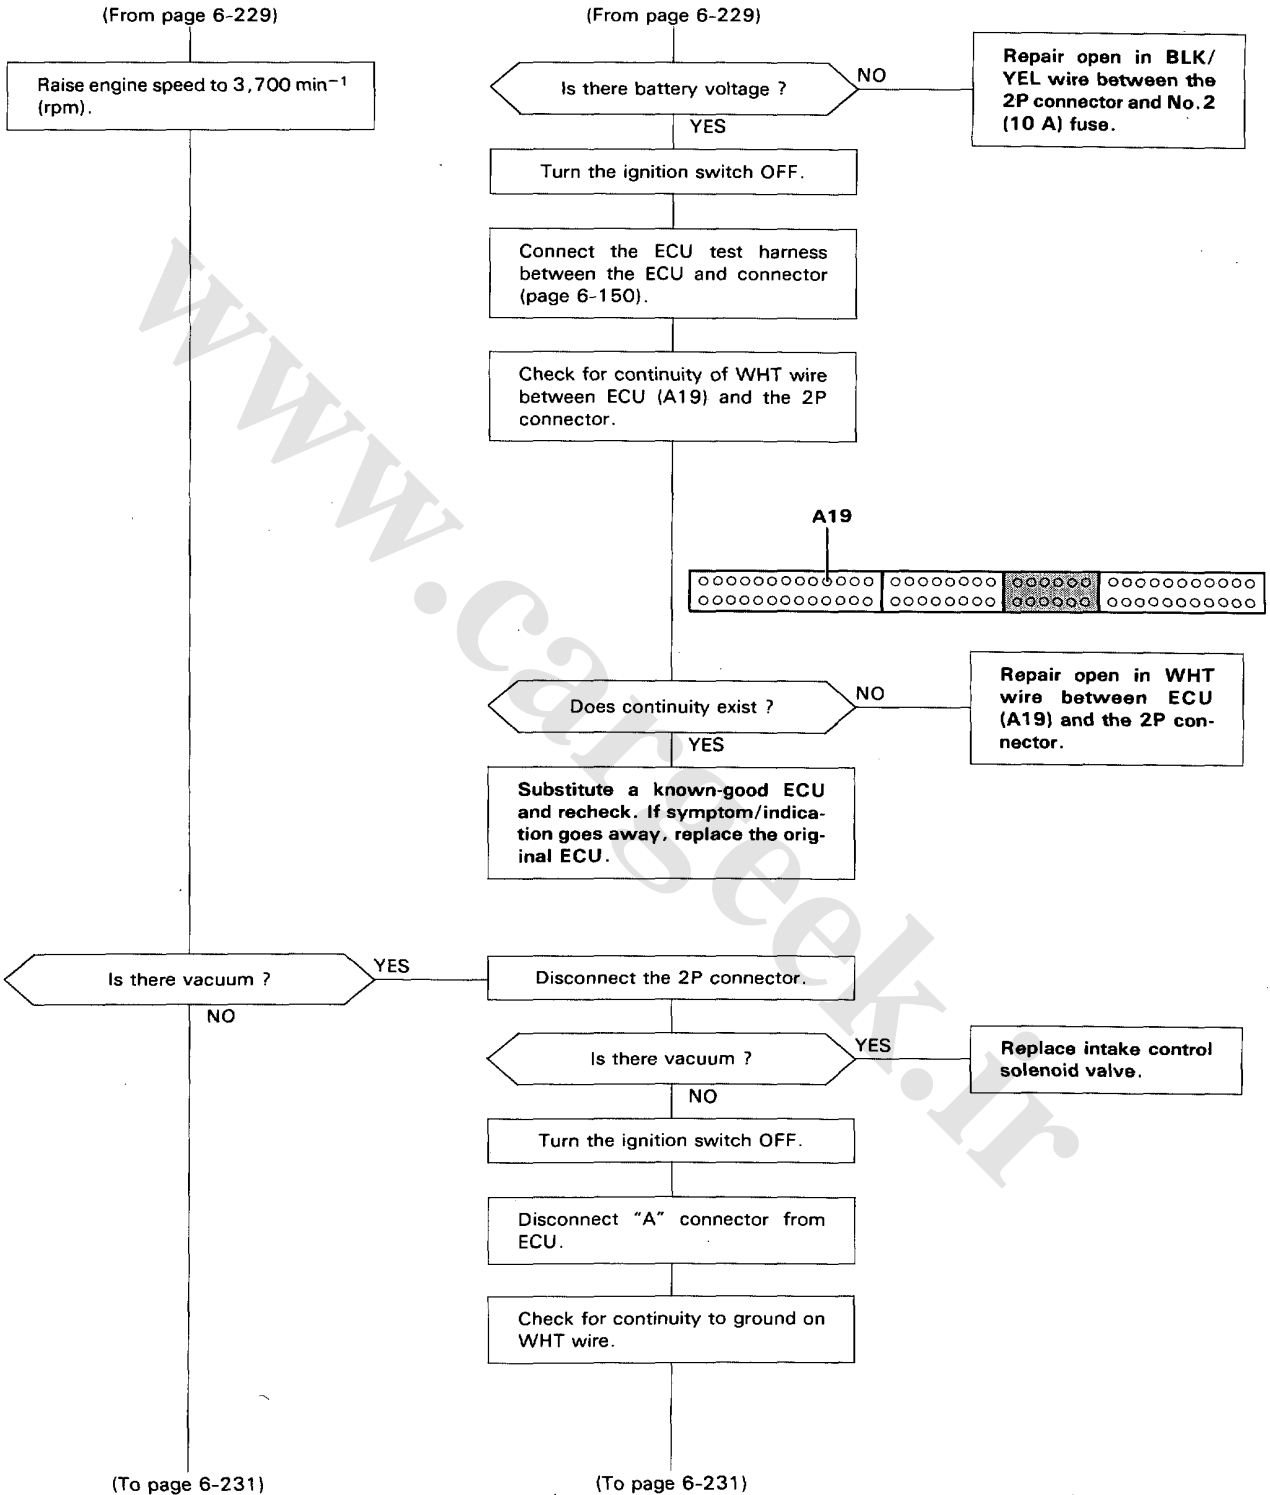 (From page 6-229)
(From page 6-229)
Raise engine speed to 3,700 min⁻¹
(rpm).
Is there battery voltage ?
NO
Repair open in BLK/
YEL wire between the
2P connector and No.2
(10 A) fuse.
YES
Turn the ignition switch OFF.
Connect the ECU test harness
between the ECU and connector
(page 6-150).
Check for continuity of WHT wire
between ECU (A19) and the 2P
connector.
A19
Does continuity exist ?
NO
Repair open in WHT
wire between ECU
(A19) and the 2P con-
nector.
YES
Substitute a known-good ECU
and recheck. If symptom/indica-
tion goes away, replace the orig-
inal ECU.
Is there vacuum ?
YES
Disconnect the 2P connector.
NO
Is there vacuum ?
YES
Replace intake control
solenoid valve.
NO
Turn the ignition switch OFF.
Disconnect “A” connector from
ECU.
Check for continuity to ground on
WHT wire.
(To page 6-231)
(To page 6-231)
www.cargeek.ir